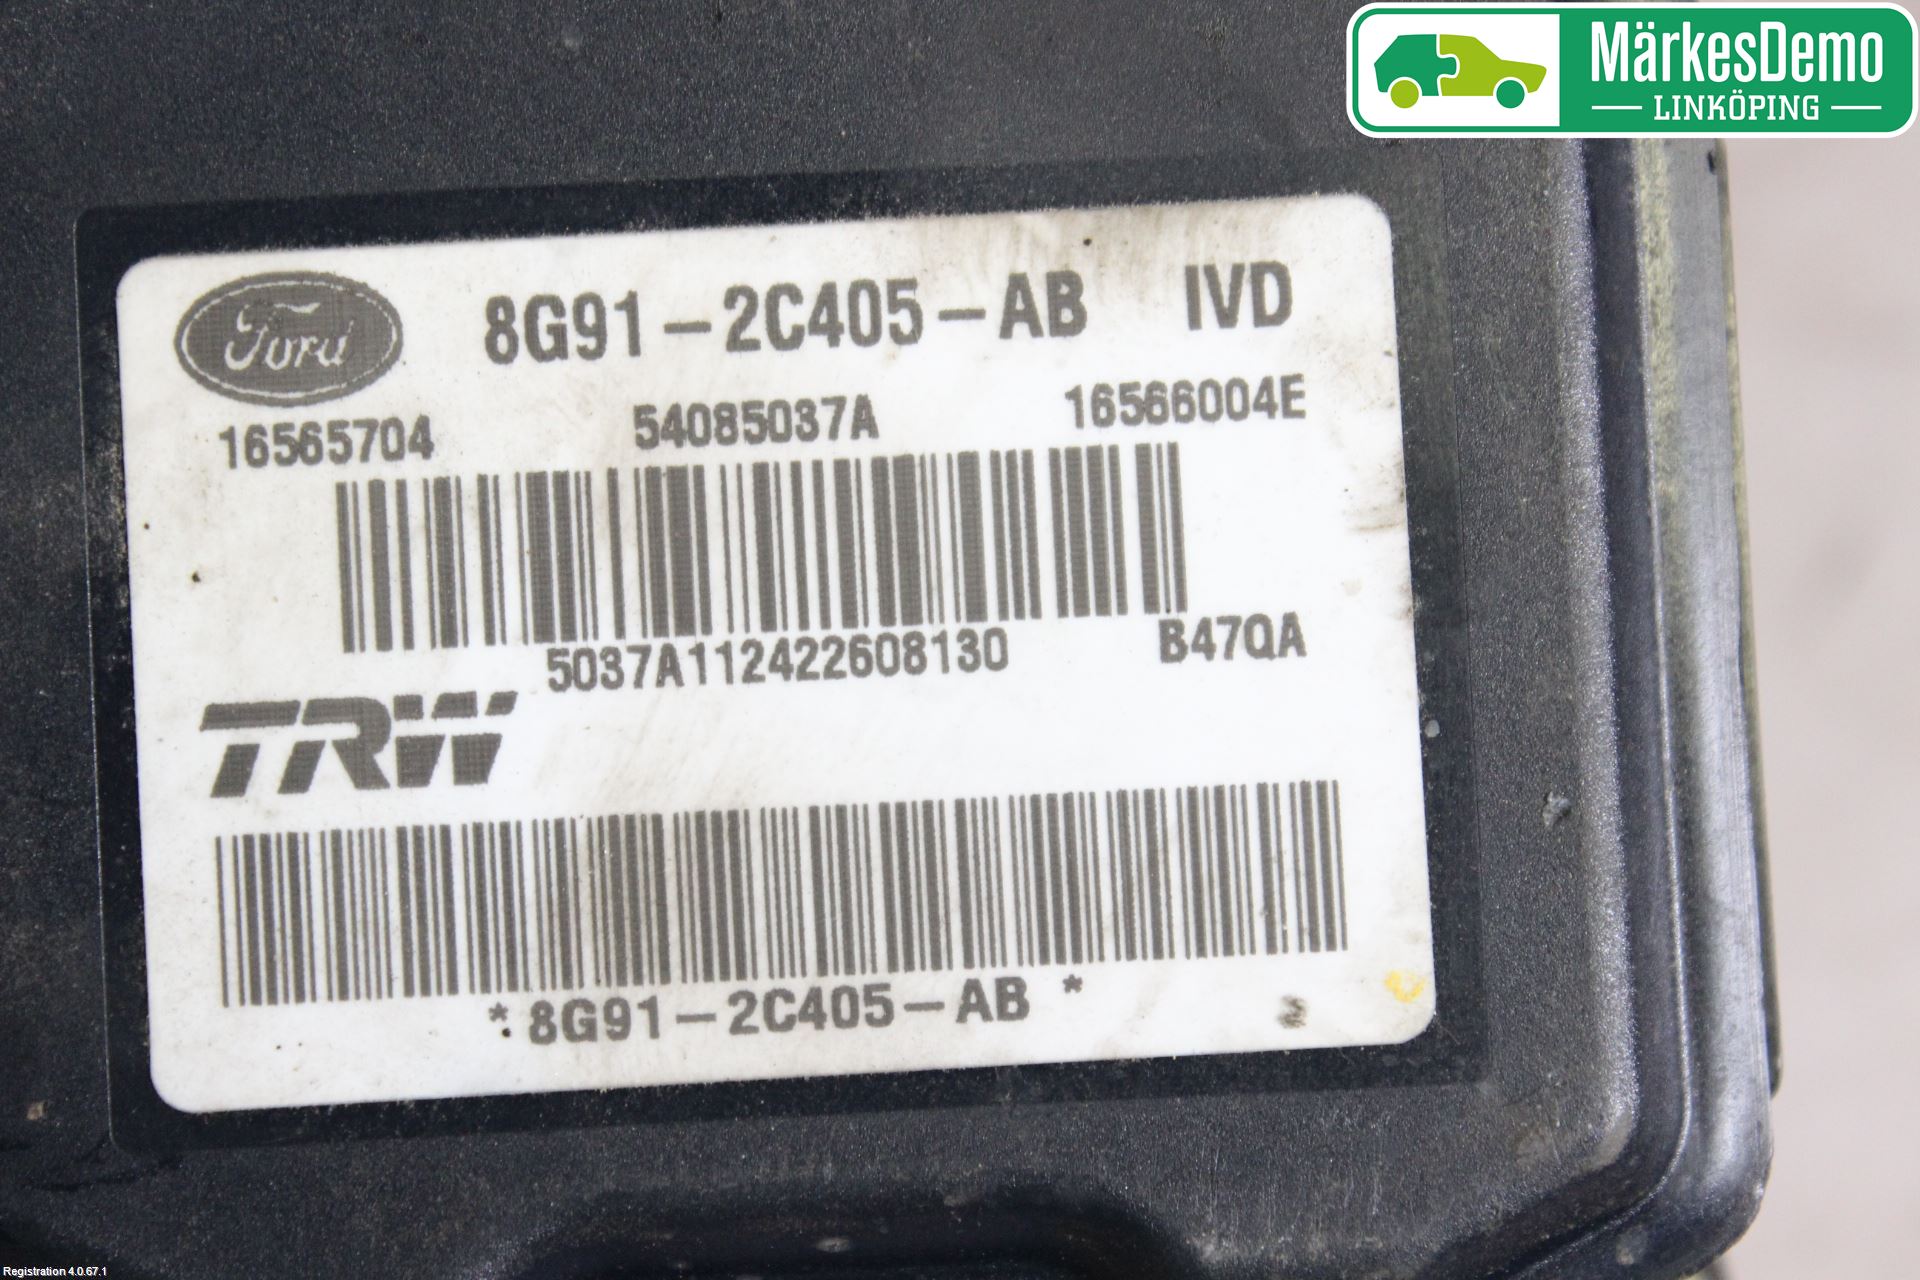 MärkesDemo
LINKÖPING
Ford 8G91-2C405-AB IVD
16565704 54085037A 16566004E
5037A112422608130 B47QA
TRW
*8G91-2C405-AB*
Registration 4.0.67.1